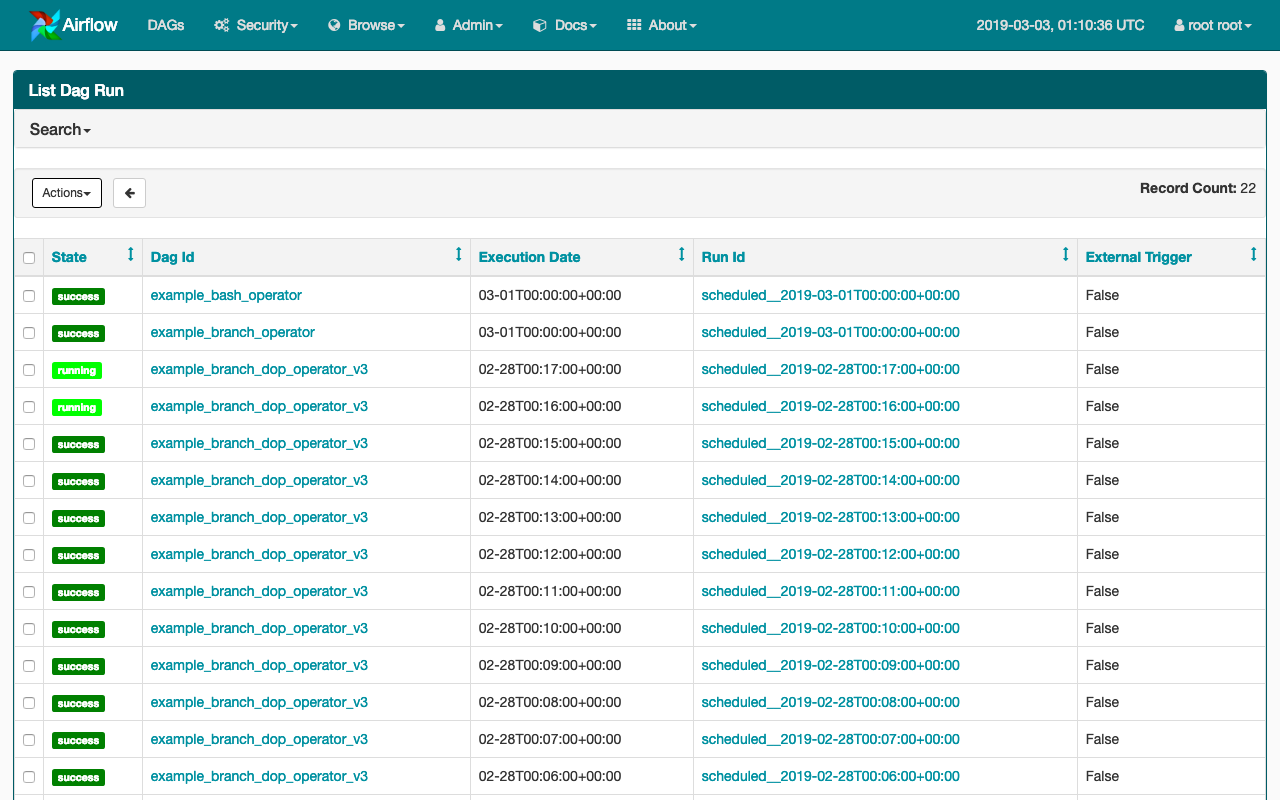 Airflow DAGs Security Browse Admin Docs About 2019-03-03, 01:10:36 UTC root root
List Dag Run
Search
Actions Record Count: 22
State Dag Id Execution Date Run Id External Trigger
success example_bash_operator 03-01T00:00:00+00:00 scheduled__2019-03-01T00:00:00+00:00 False
success example_branch_operator 03-01T00:00:00+00:00 scheduled__2019-03-01T00:00:00+00:00 False
running example_branch_dop_operator_v3 02-28T00:17:00+00:00 scheduled__2019-02-28T00:17:00+00:00 False
running example_branch_dop_operator_v3 02-28T00:16:00+00:00 scheduled__2019-02-28T00:16:00+00:00 False
success example_branch_dop_operator_v3 02-28T00:15:00+00:00 scheduled__2019-02-28T00:15:00+00:00 False
success example_branch_dop_operator_v3 02-28T00:14:00+00:00 scheduled__2019-02-28T00:14:00+00:00 False
success example_branch_dop_operator_v3 02-28T00:13:00+00:00 scheduled__2019-02-28T00:13:00+00:00 False
success example_branch_dop_operator_v3 02-28T00:12:00+00:00 scheduled__2019-02-28T00:12:00+00:00 False
success example_branch_dop_operator_v3 02-28T00:11:00+00:00 scheduled__2019-02-28T00:11:00+00:00 False
success example_branch_dop_operator_v3 02-28T00:10:00+00:00 scheduled__2019-02-28T00:10:00+00:00 False
success example_branch_dop_operator_v3 02-28T00:09:00+00:00 scheduled__2019-02-28T00:09:00+00:00 False
success example_branch_dop_operator_v3 02-28T00:08:00+00:00 scheduled__2019-02-28T00:08:00+00:00 False
success example_branch_dop_operator_v3 02-28T00:07:00+00:00 scheduled__2019-02-28T00:07:00+00:00 False
success example_branch_dop_operator_v3 02-28T00:06:00+00:00 scheduled__2019-02-28T00:06:00+00:00 False